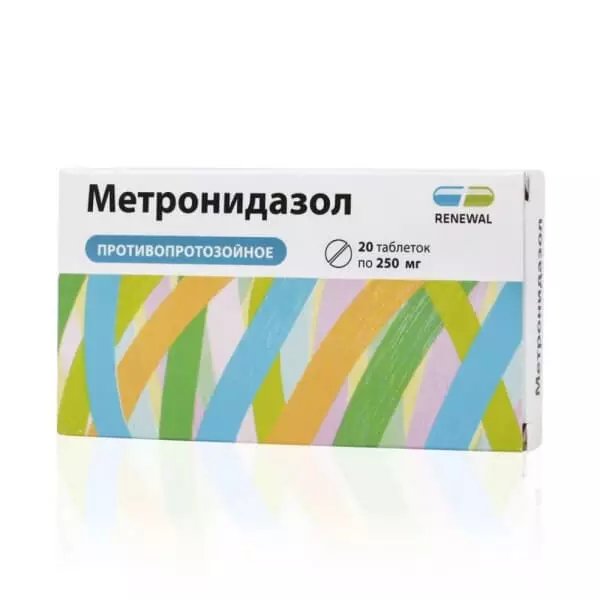 Метронидазол
RENEWAL
ПРОТИВОПРОТОЗОЙНОЕ
20 таблеток
по 250 мг
Метронидазол